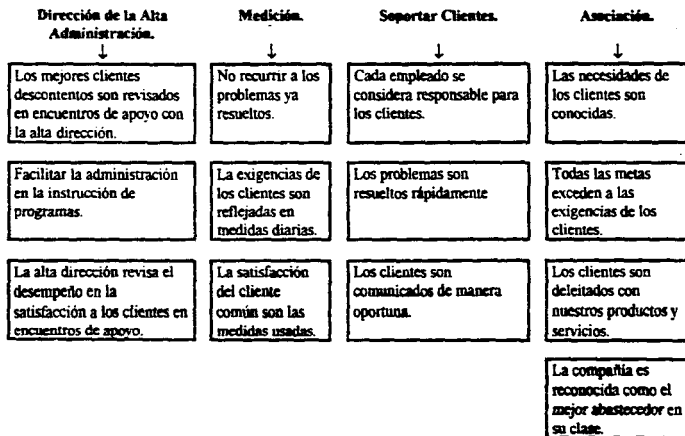 Dirección de la Alta
Administración.
Medición.
Soportar Clientes.
Asociación.
Los mejores clientes
descontentos son revisados
en encuentros de apoyo con
la alta dirección.
No recurrir a los
problemas ya
resueltos.
Cada empleado se
considera responsable para
los clientes.
Las necesidades de
los clientes son
conocidas.
Facilitar la administración
en la instrucción de
programas.
La exigencias de
los clientes son
reflejadas en
medidas diarias.
Los problemas son
resueltos rápidamente
Todas las metas
exceden a las
exigencias de los
clientes.
La alta dirección revisa el
desempeño en la
satisfacción a los clientes en
encuentros de apoyo.
La satisfacción
del cliente
común son las
medidas usadas.
Los clientes son
comunicados de manera
oportuna.
Los clientes son
deleitados con
nuestros productos y
servicios.
La compañía es
reconocida como el
mejor abastecedor en
su clase.